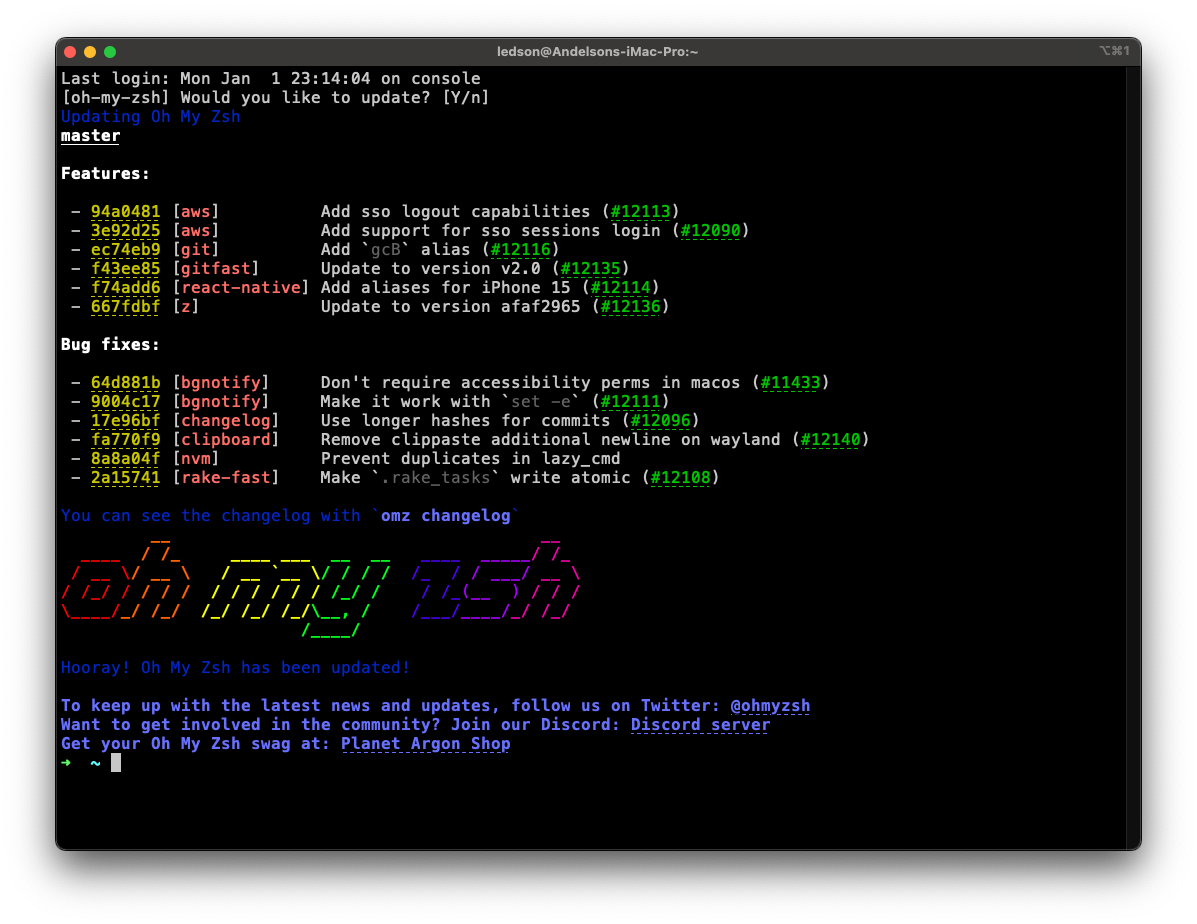 ledson@Andelsons-iMac-Pro:~ ⌥⌘1
Last login: Mon Jan  1 23:14:04 on console
[oh-my-zsh] Would you like to update? [Y/n]
Updating Oh My Zsh
master
Features:
 - 94a0481 [aws]          Add sso logout capabilities (#12113)
 - 3e92d25 [aws]          Add support for sso sessions login (#12090)
 - ec74eb9 [git]          Add `gcB` alias (#12116)
 - f43ee85 [gitfast]      Update to version v2.0 (#12135)
 - f74add6 [react-native] Add aliases for iPhone 15 (#12114)
 - 667fdbf [z]            Update to version afaf2965 (#12136)
Bug fixes:
 - 64d881b [bgnotify]     Don't require accessibility perms in macos (#11433)
 - 9004c17 [bgnotify]     Make it work with `set -e` (#12111)
 - 17e96bf [changelog]    Use longer hashes for commits (#12096)
 - fa770f9 [clipboard]    Remove clippaste additional newline on wayland (#12140)
 - 8a8a04f [nvm]          Prevent duplicates in lazy_cmd
 - 2a15741 [rake-fast]    Make `.rake_tasks` write atomic (#12108)
You can see the changelog with `omz changelog`
oh my zsh
Hooray! Oh My Zsh has been updated!
To keep up with the latest news and updates, follow us on Twitter: @ohmyzsh
Want to get involved in the community? Join our Discord: Discord server
Get your Oh My Zsh swag at: Planet Argon Shop
➜  ~